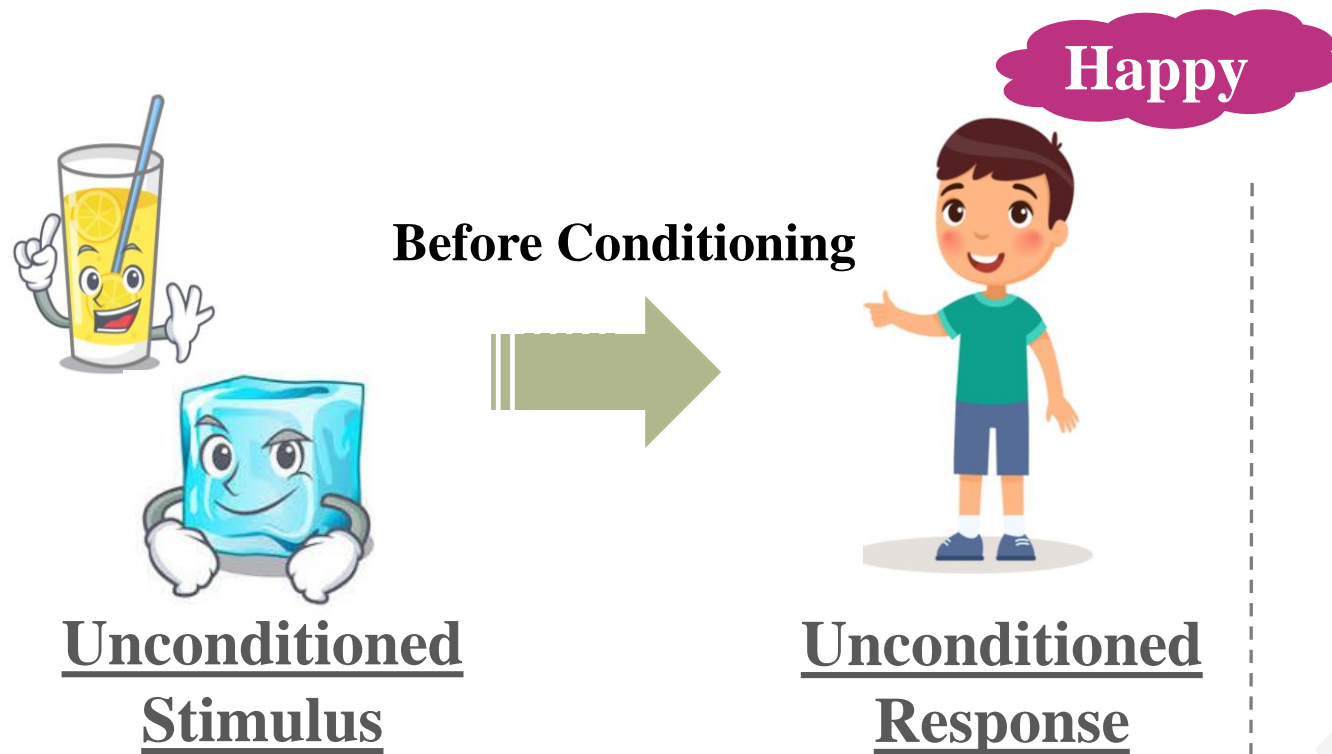 Happy
Before Conditioning
Unconditioned
Stimulus
Unconditioned
Response